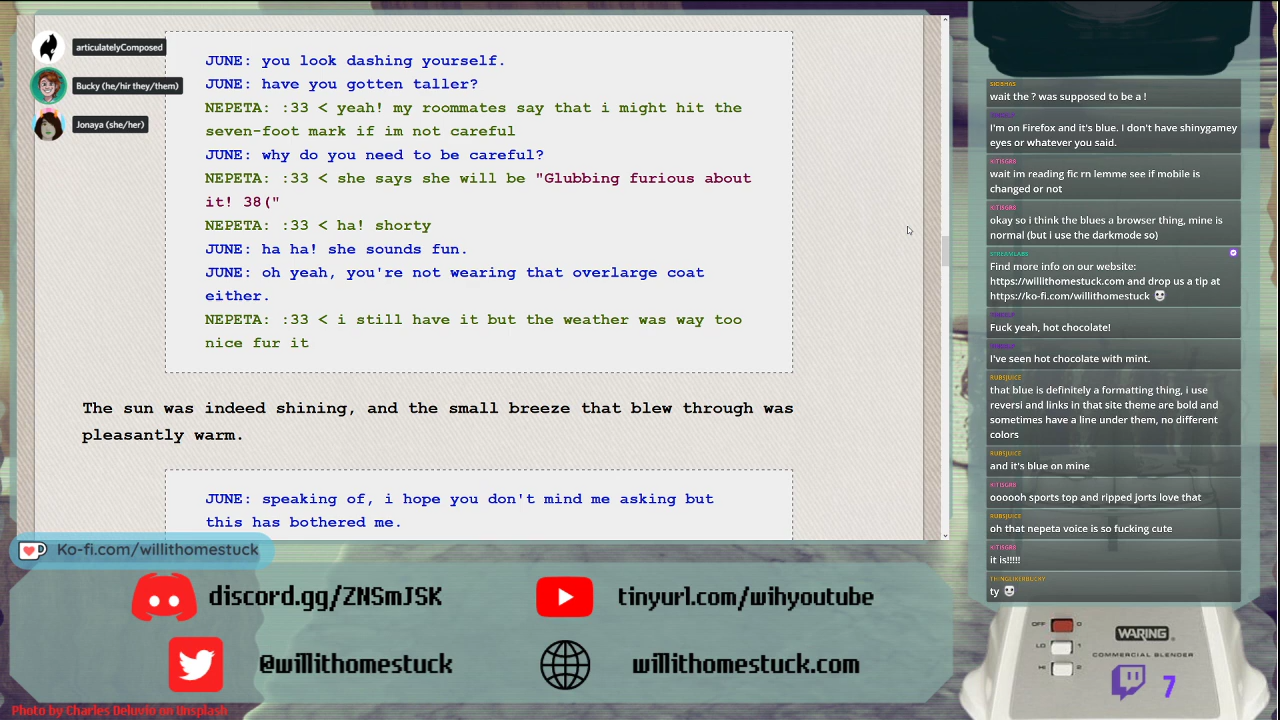 articulatelyComposed
Bucky (he/hir they/them)
Jonaya (she/her)
JUNE: you look dashing yourself.
JUNE: have you gotten taller?
NEPETA: :33 < yeah! my roommates say that i might hit the
seven-foot mark if im not careful
JUNE: why do you need to be careful?
NEPETA: :33 < she says she will be "Glubbing furious about
it! 38("
NEPETA: :33 < ha! shorty
JUNE: ha ha! she sounds fun.
JUNE: oh yeah, you're not wearing that overlarge coat
either.
NEPETA: :33 < i still have it but the weather was way too
nice fur it
The sun was indeed shining, and the small breeze that blew through was
pleasantly warm.
JUNE: speaking of, i hope you don't mind me asking but
this has bothered me.
Ko-fi.com/willithomestuck
discord.gg/ZNSmJSK
tinyurl.com/wihyoutube
@willithomestuck
willithomestuck.com
Photo by Charles Deluvio on Unsplash
wait the ? was supposed to be a !
I'm on Firefox and it's blue. I don't have shinygamey
eyes or whatever you said.
KITISGR8
wait im reading fic rn lemme see if mobile is
changed or not
KITISGR8
okay so i think the blues a browser thing, mine is
normal (but i use the darkmode so)
STREAMLABS
Find more info on our website:
https://willithomestuck.com and drop us a tip at
https://ko-fi.com/willithomestuck
Fuck yeah, hot chocolate!
I've seen hot chocolate with mint.
RUBSJUICE
that blue is definitely a formatting thing, i use
reversi and links in that site theme are bold and
sometimes have a line under them, no different
colors
RUBSJUICE
and it's blue on mine
KITISGR8
oooooh sports top and ripped jorts love that
RUBSJUICE
oh that nepeta voice is so fucking cute
KITISGR8
it is!!!!!
THINGLIKERBUCKY
ty
OFF 0
LO 1
HI 2
WARING
COMMERCIAL BLENDER
7